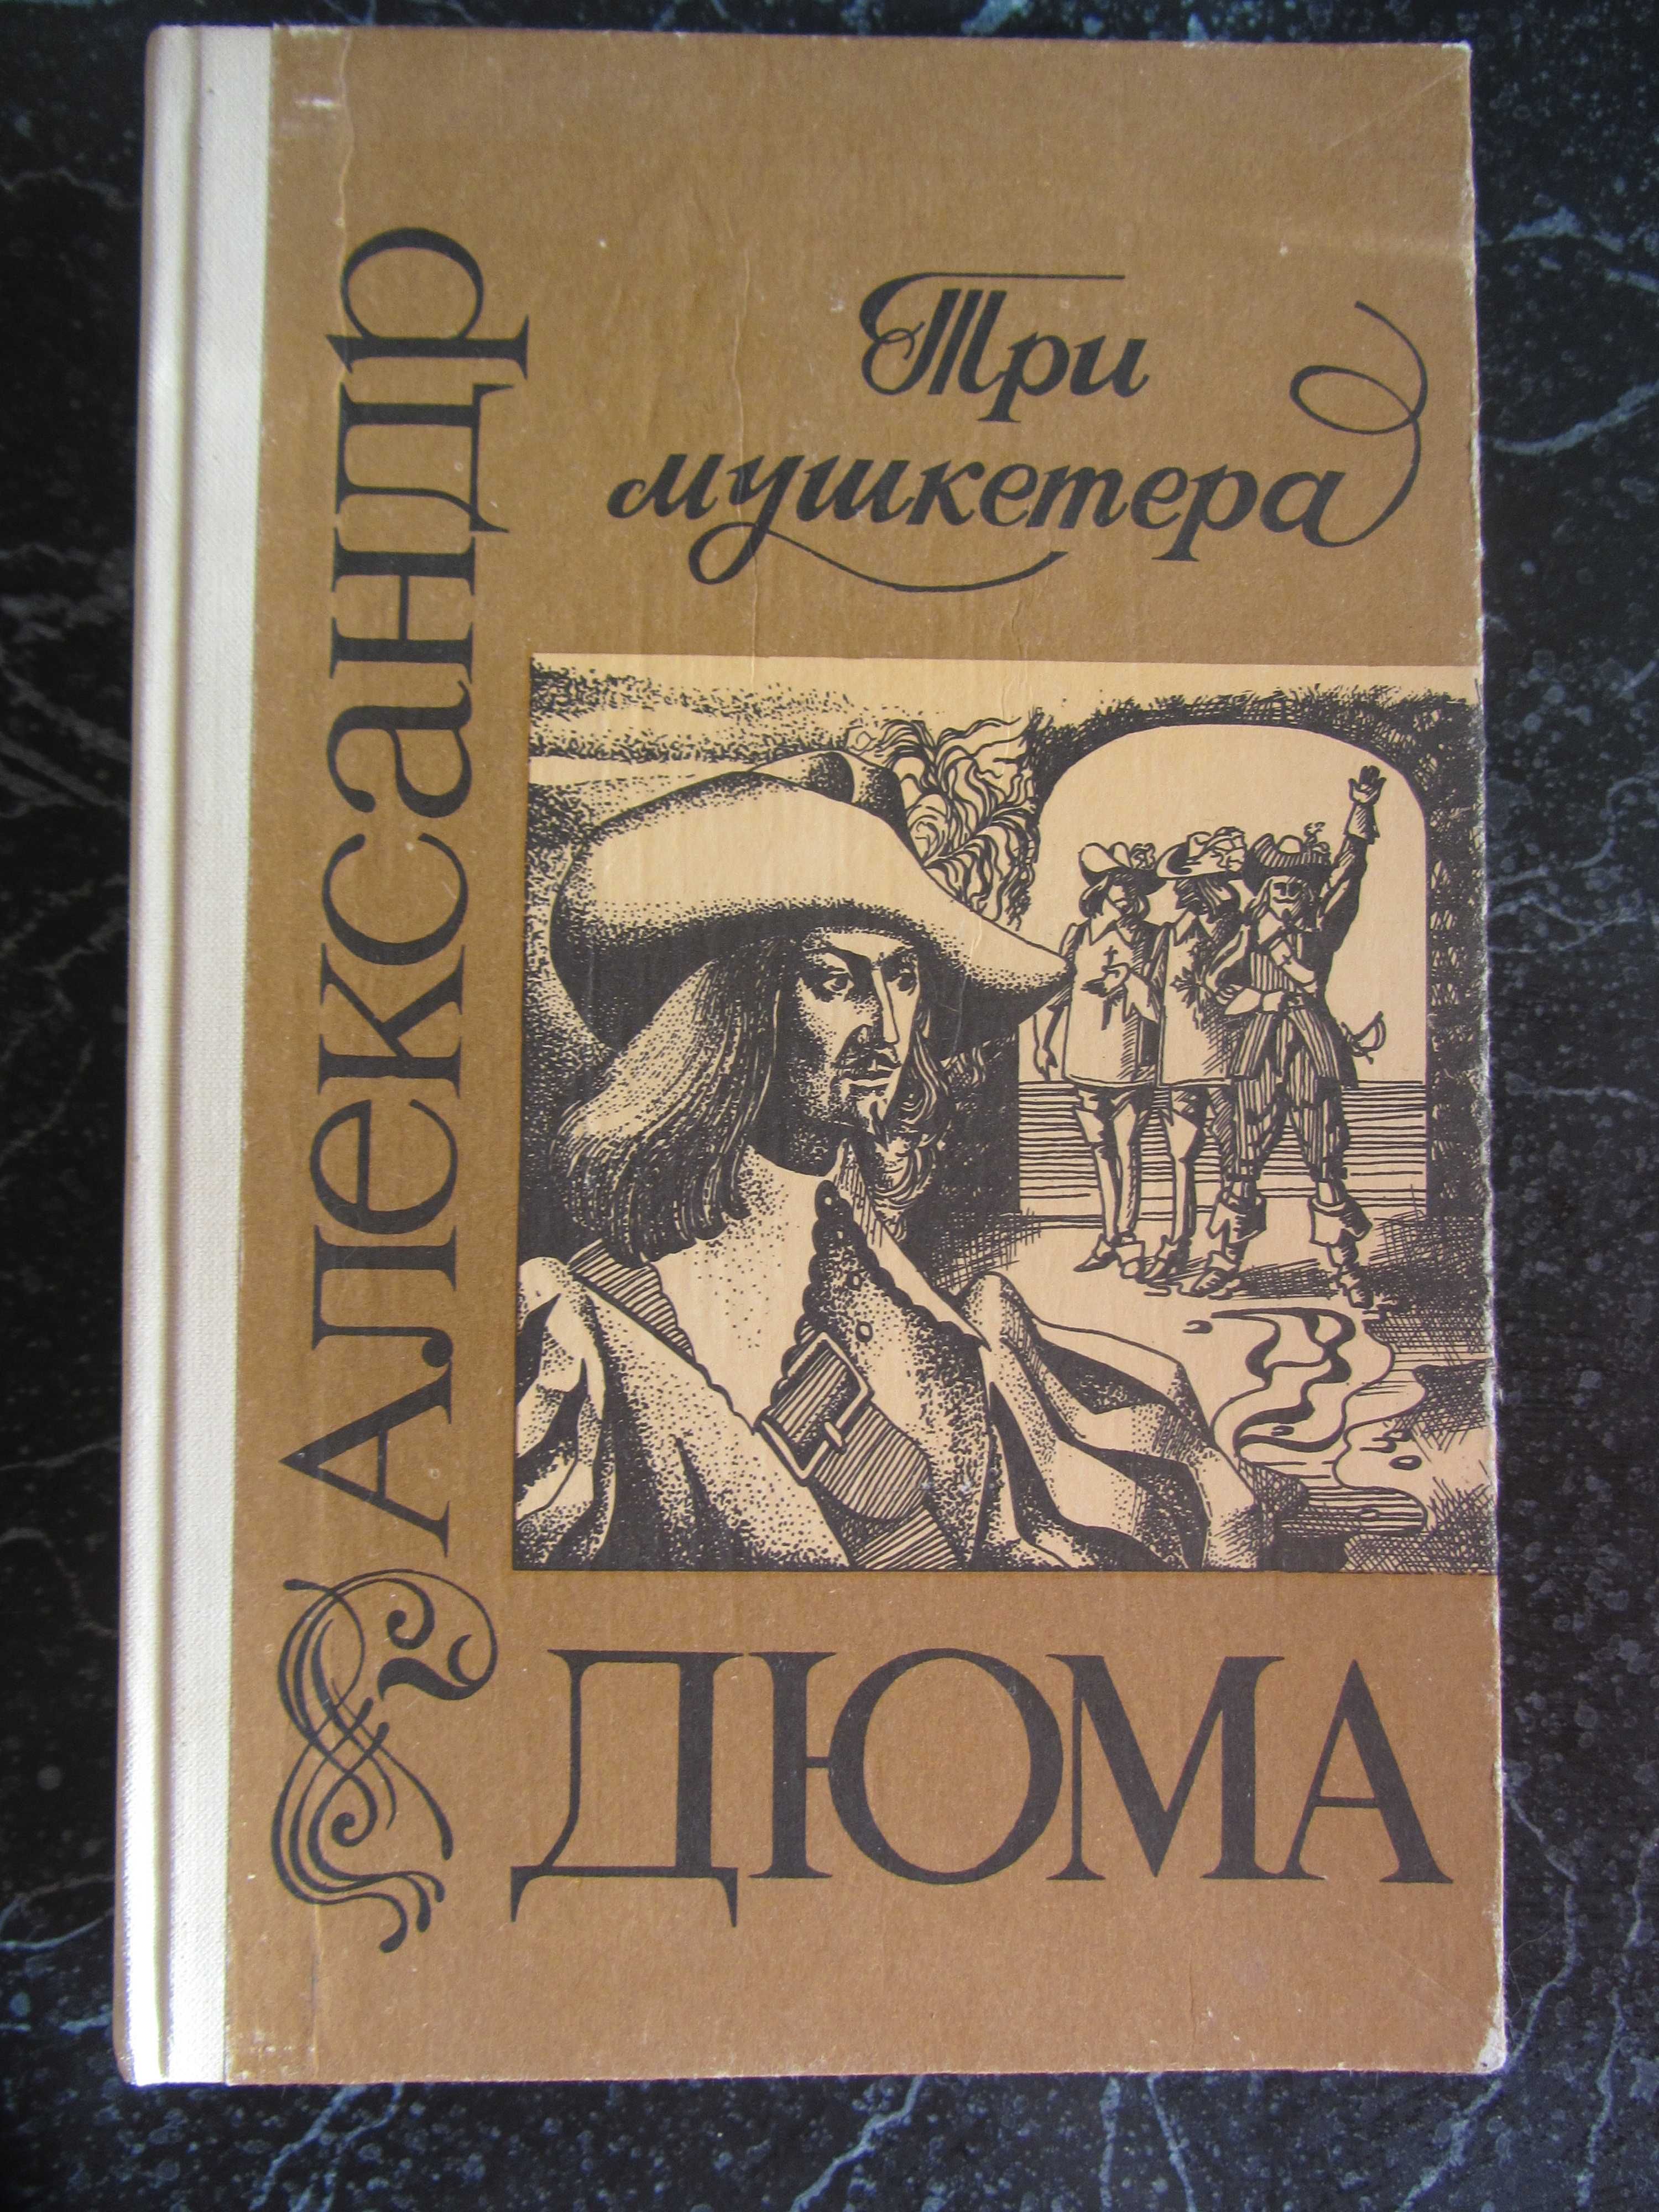 Александр
ДЮМА
Три
мушкетера